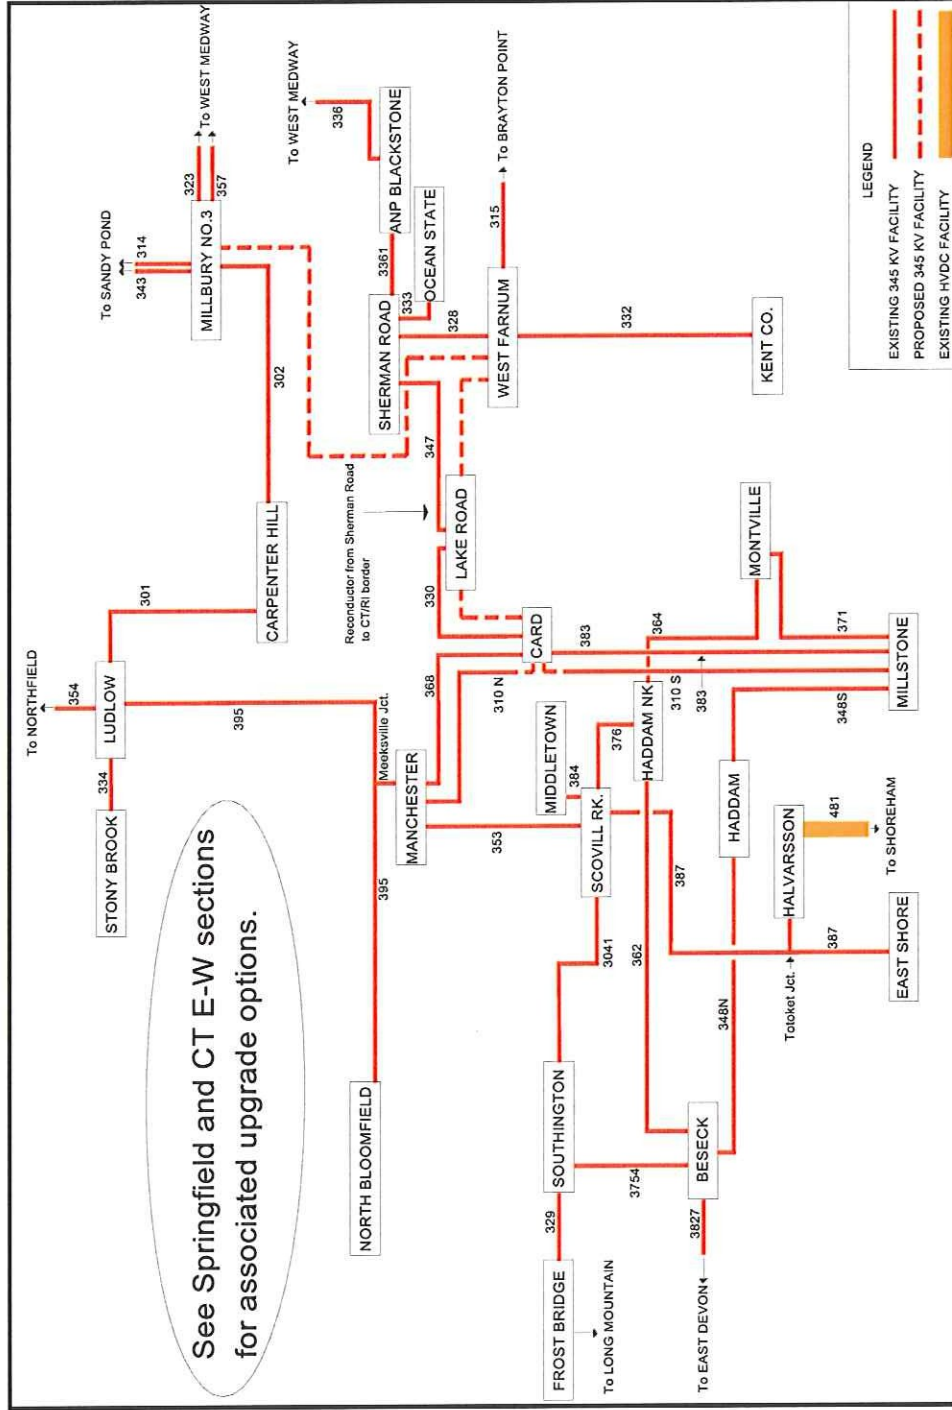 See Springfield and CT E-W sections
for associated upgrade options.
To NORTHFIELD
354
STONY BROOK
334
LUDLOW
301
395
CARPENTER HILL
302
To SANDY POND
343
314
MILLBURY NO.3
323
357
To WEST MEDWAY
To WEST MEDWAY
336
ANP BLACKSTONE
3361
OCEAN STATE
333
SHERMAN ROAD
328
347
Reconductor from Sherman Road
to CT/RI border
WEST FARNUM
315
To BRAYTON POINT
332
KENT CO.
LAKE ROAD
330
CARD
368
310 N
383
364
310 S
383
MONTVILLE
371
MILLSTONE
348S
Meeksville Jct.
395
NORTH BLOOMFIELD
MANCHESTER
353
MIDDLETOWN
384
SCOVILL RK.
376
HADDAM NK
387
3041
362
HADDAM
348N
HALVARSSON
481
To SHOREHAM
Totoket Jct.
387
EAST SHORE
SOUTHINGTON
329
3754
FROST BRIDGE
To LONG MOUNTAIN
BESECK
3827
To EAST DEVON
LEGEND
EXISTING 345 KV FACILITY
PROPOSED 345 KV FACILITY
EXISTING HVDC FACILITY